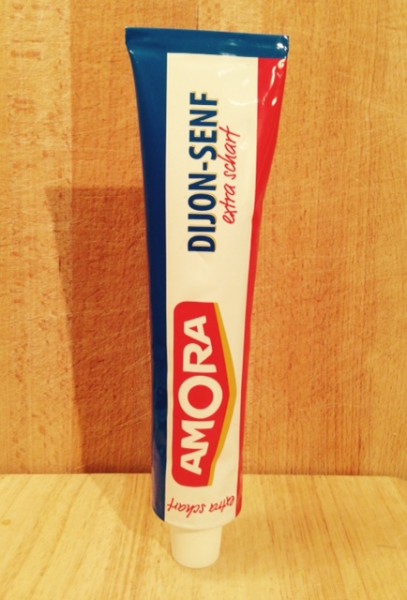 DIJON-SENF
extra scharf
AMORA
extra scharf